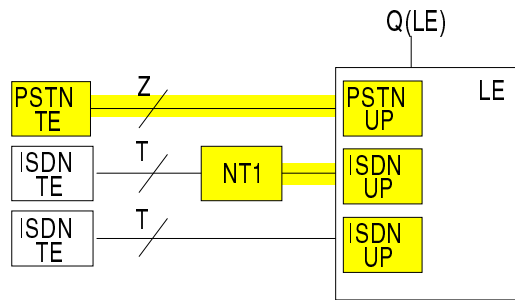 Q(LE)
LE
PSTN
TE
Z
PSTN
UP
ISDN
TE
T
NT1
ISDN
UP
ISDN
TE
T
ISDN
UP